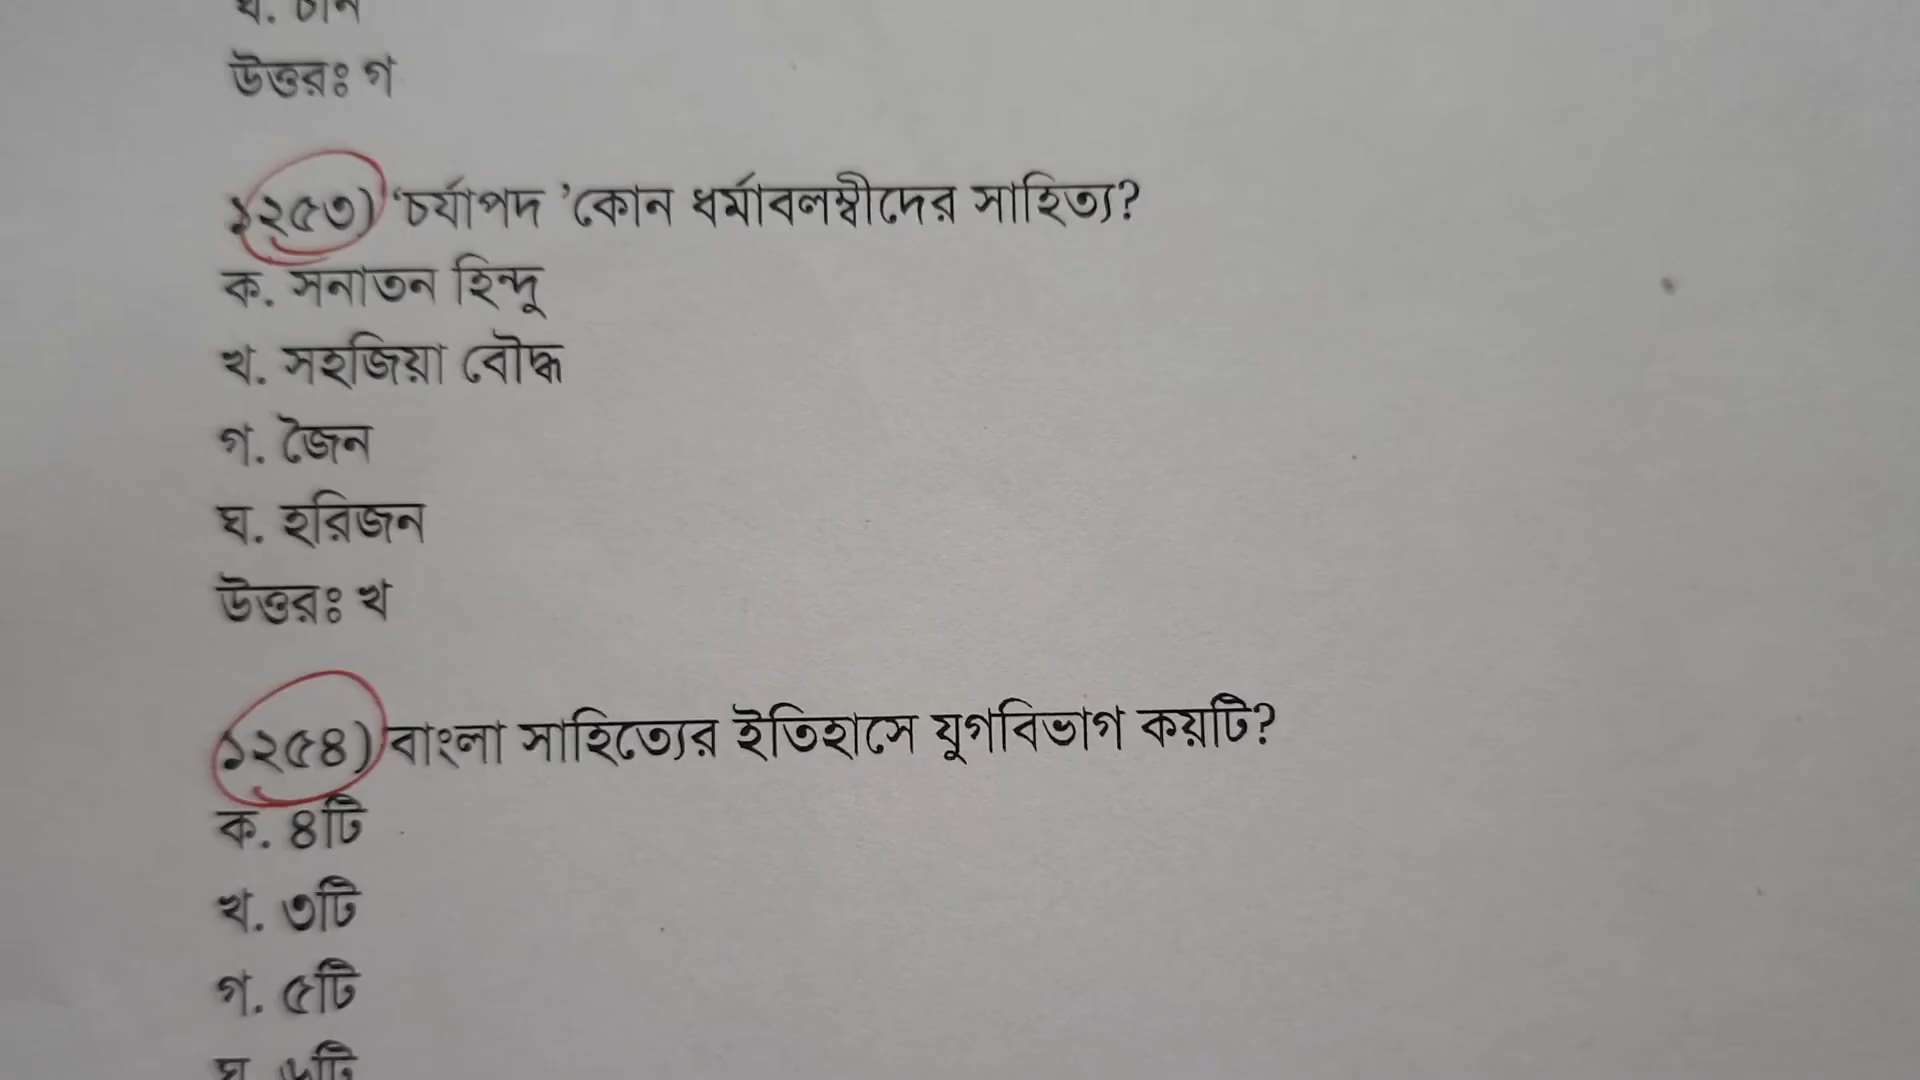 উত্তরঃ গ
১২৫৩) ‘চর্যাপদ ’কোন ধর্মাবলম্বীদের সাহিত্য?
ক. সনাতন হিন্দু
খ. সহজিয়া বৌদ্ধ
গ. জৈন
ঘ. হরিজন
উত্তরঃ খ
১২৫৪) বাংলা সাহিত্যের ইতিহাসে যুগবিভাগ কয়টি?
ক. ৪টি
খ. ৩টি
গ. ৫টি